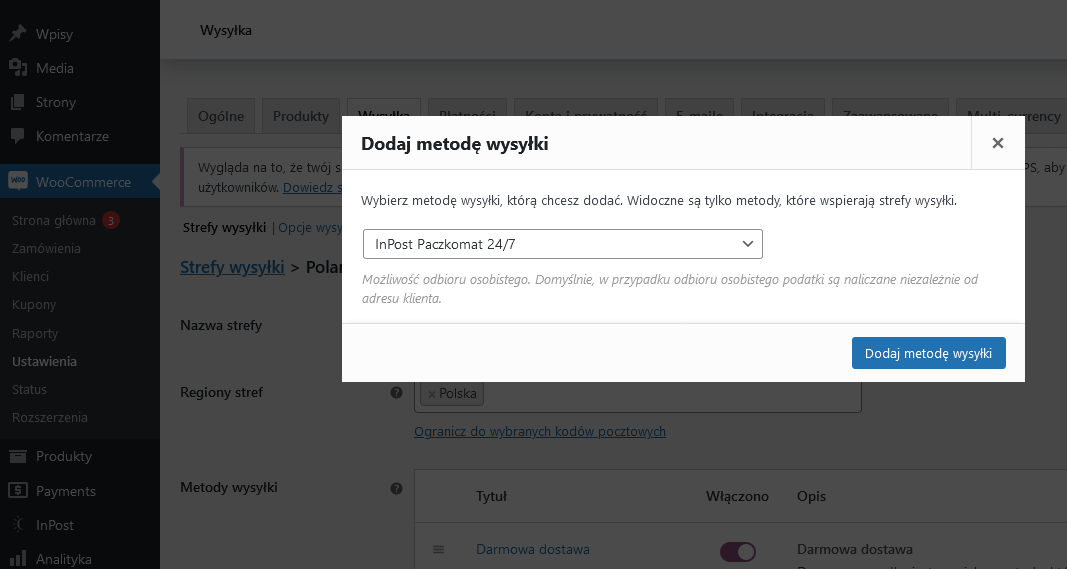 Wpisy
Media
Strony
Komentarze
WooCommerce
Strona główna 3
Zamówienia
Klienci
Kupony
Raporty
Ustawienia
Status
Rozszerzenia
Produkty
Payments
InPost
Analityka
Wysyłka
Ogólne
Produkty
Wysyłka
Płatności
Konta i prywatność
E-maile
Integracja
Zaawansowane
Multi-currency
Wygląda na to, że twój s
PS, aby
użytkowników. Dowiedz s
Strefy wysyłki | Opcje wysy
Strefy wysyłki > Polan
Dodaj metodę wysyłki
Wybierz metodę wysyłki, którą chcesz dodać. Widoczne są tylko metody, które wspierają strefy wysyłki.
InPost Paczkomat 24/7
Możliwość odbioru osobistego. Domyślnie, w przypadku odbioru osobistego podatki są naliczane niezależnie od
adresu klienta.
Dodaj metodę wysyłki
Nazwa strefy
Regiony stref
× Polska
Ogranicz do wybranych kodów pocztowych
Metody wysyłki
Tytuł Włączono Opis
Darmowa dostawa Darmowa dostawa